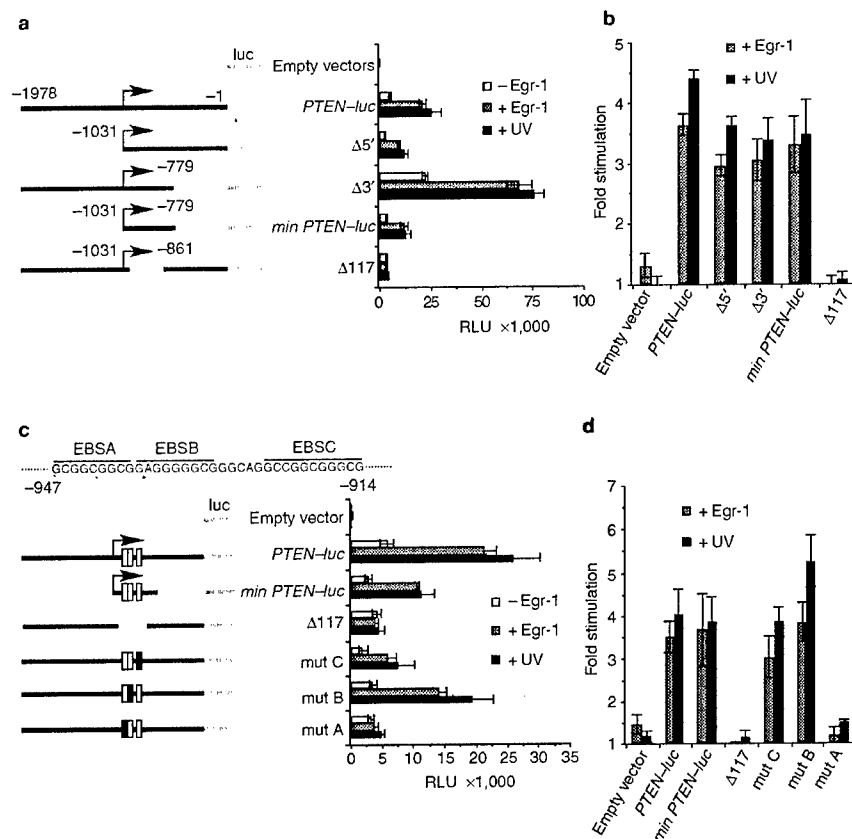 a
luc
Empty vectors
– Egr-1
+ Egr-1
+ UV
−1978
−1
PTEN–luc
−1031
Δ5′
−779
Δ3′
−1031
−779
min PTEN–luc
−1031
−861
Δ117
0
25
50
75
100
RLU ×1,000
b
+ Egr-1
+ UV
Fold stimulation
5
4
3
2
1
Empty vector
PTEN–luc
Δ5′
Δ3′
min PTEN–luc
Δ117
c
EBSA
EBSB
EBSC
GCGGCGGCGGAGGGGGCGGGCAGGCCGGCGGGCG
−947
−914
luc
Empty vector
PTEN–luc
min PTEN–luc
Δ117
mut C
mut B
mut A
– Egr-1
+ Egr-1
+ UV
0
5
10
15
20
25
30
35
RLU ×1,000
d
+ Egr-1
+ UV
Fold stimulation
7
6
5
4
3
2
1
Empty vector
PTEN–luc
min PTEN–luc
Δ117
mut C
mut B
mut A